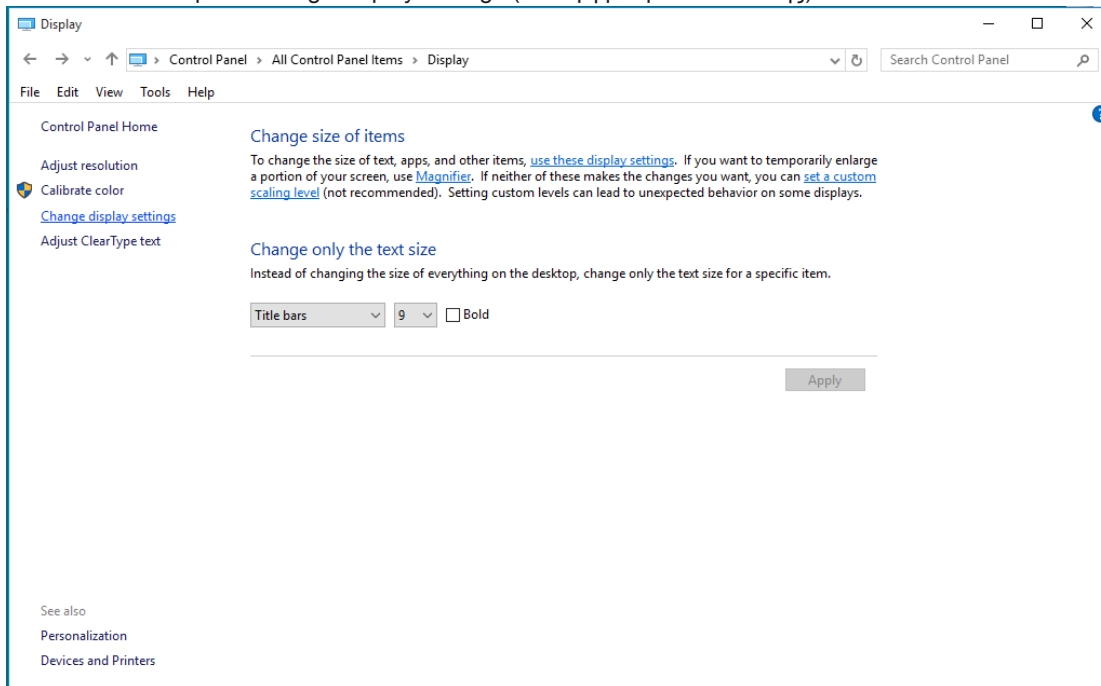 Display
Control Panel > All Control Panel Items > Display
Search Control Panel
File Edit View Tools Help
Control Panel Home
Adjust resolution
Calibrate color
Change display settings
Adjust ClearType text
Change size of items
To change the size of text, apps, and other items, use these display settings. If you want to temporarily enlarge
a portion of your screen, use Magnifier. If neither of these makes the changes you want, you can set a custom
scaling level (not recommended). Setting custom levels can lead to unexpected behavior on some displays.
Change only the text size
Instead of changing the size of everything on the desktop, change only the text size for a specific item.
Title bars 9 Bold
Apply
See also
Personalization
Devices and Printers